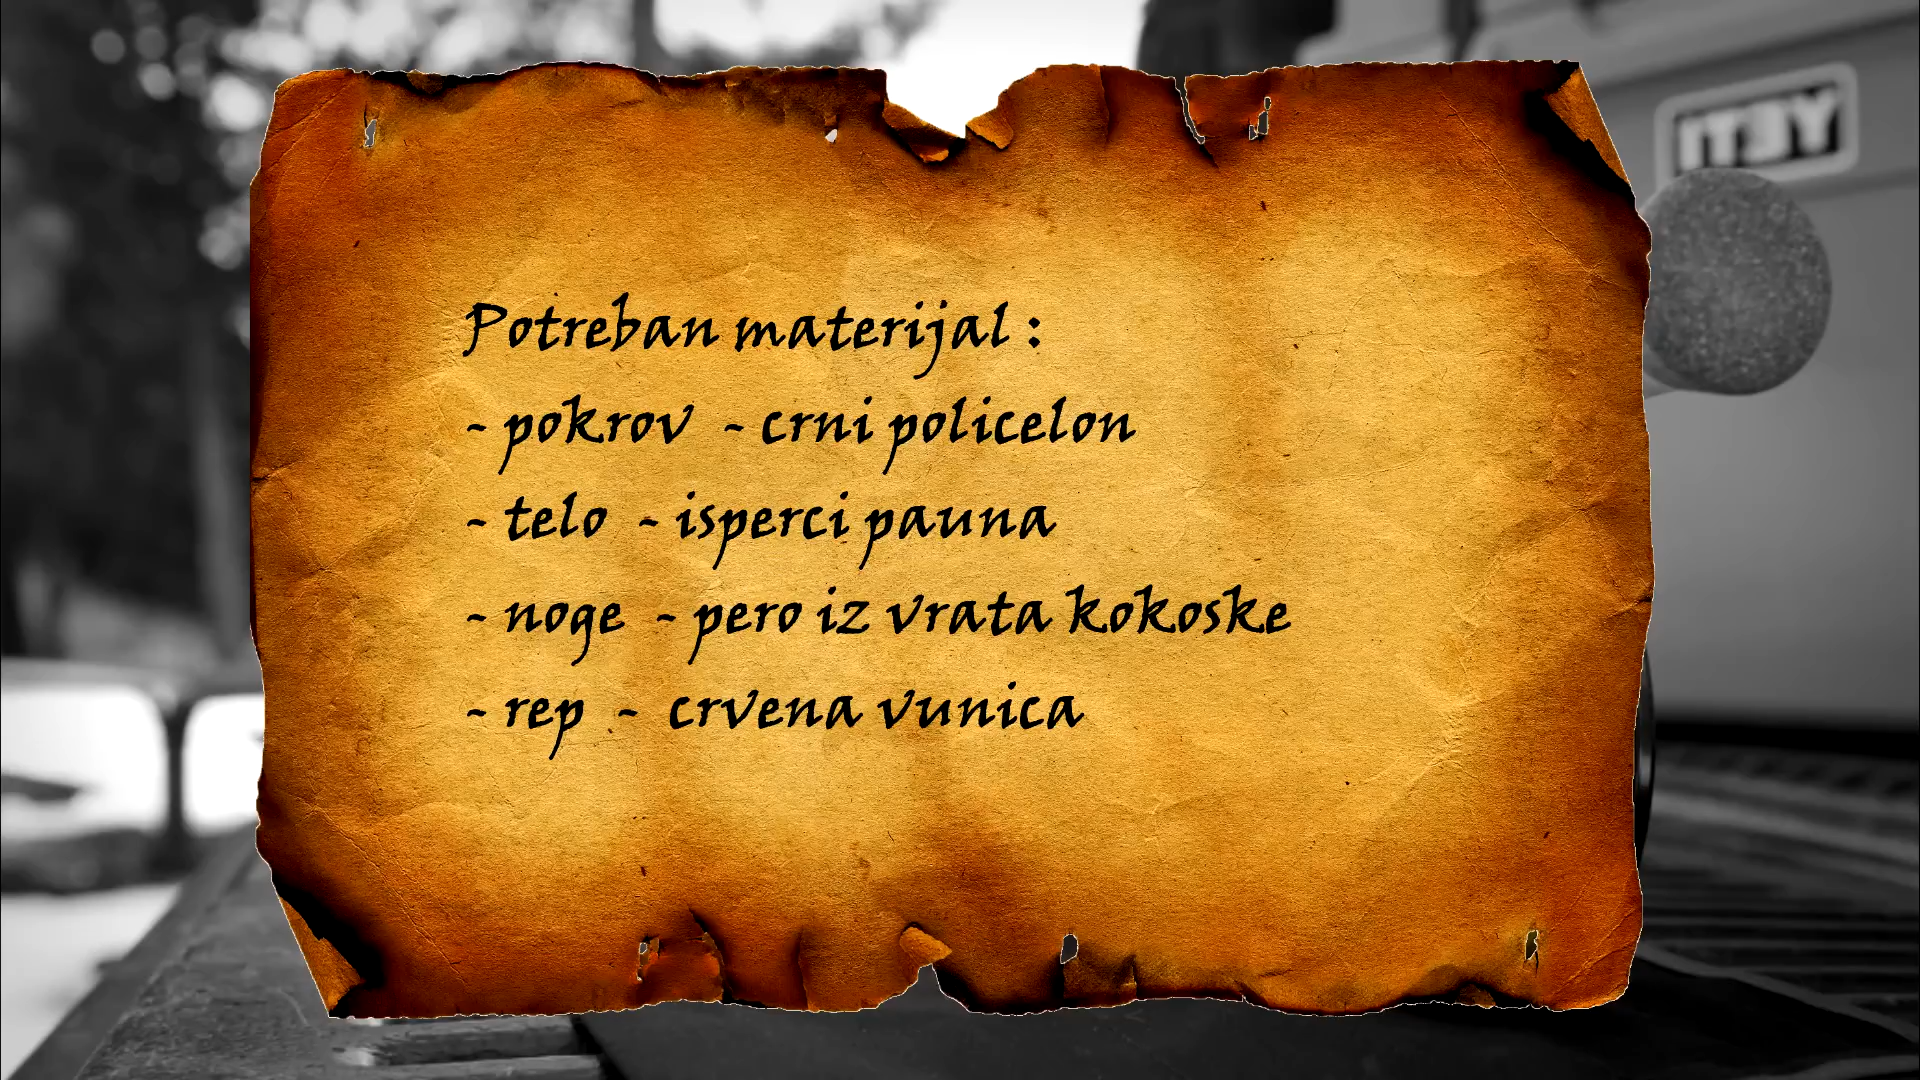 Potreban materijal :
- pokrov - crni policelon
- telo - isperci pauna
- noge - pero iz vrata kokoske
- rep - crvena vunica